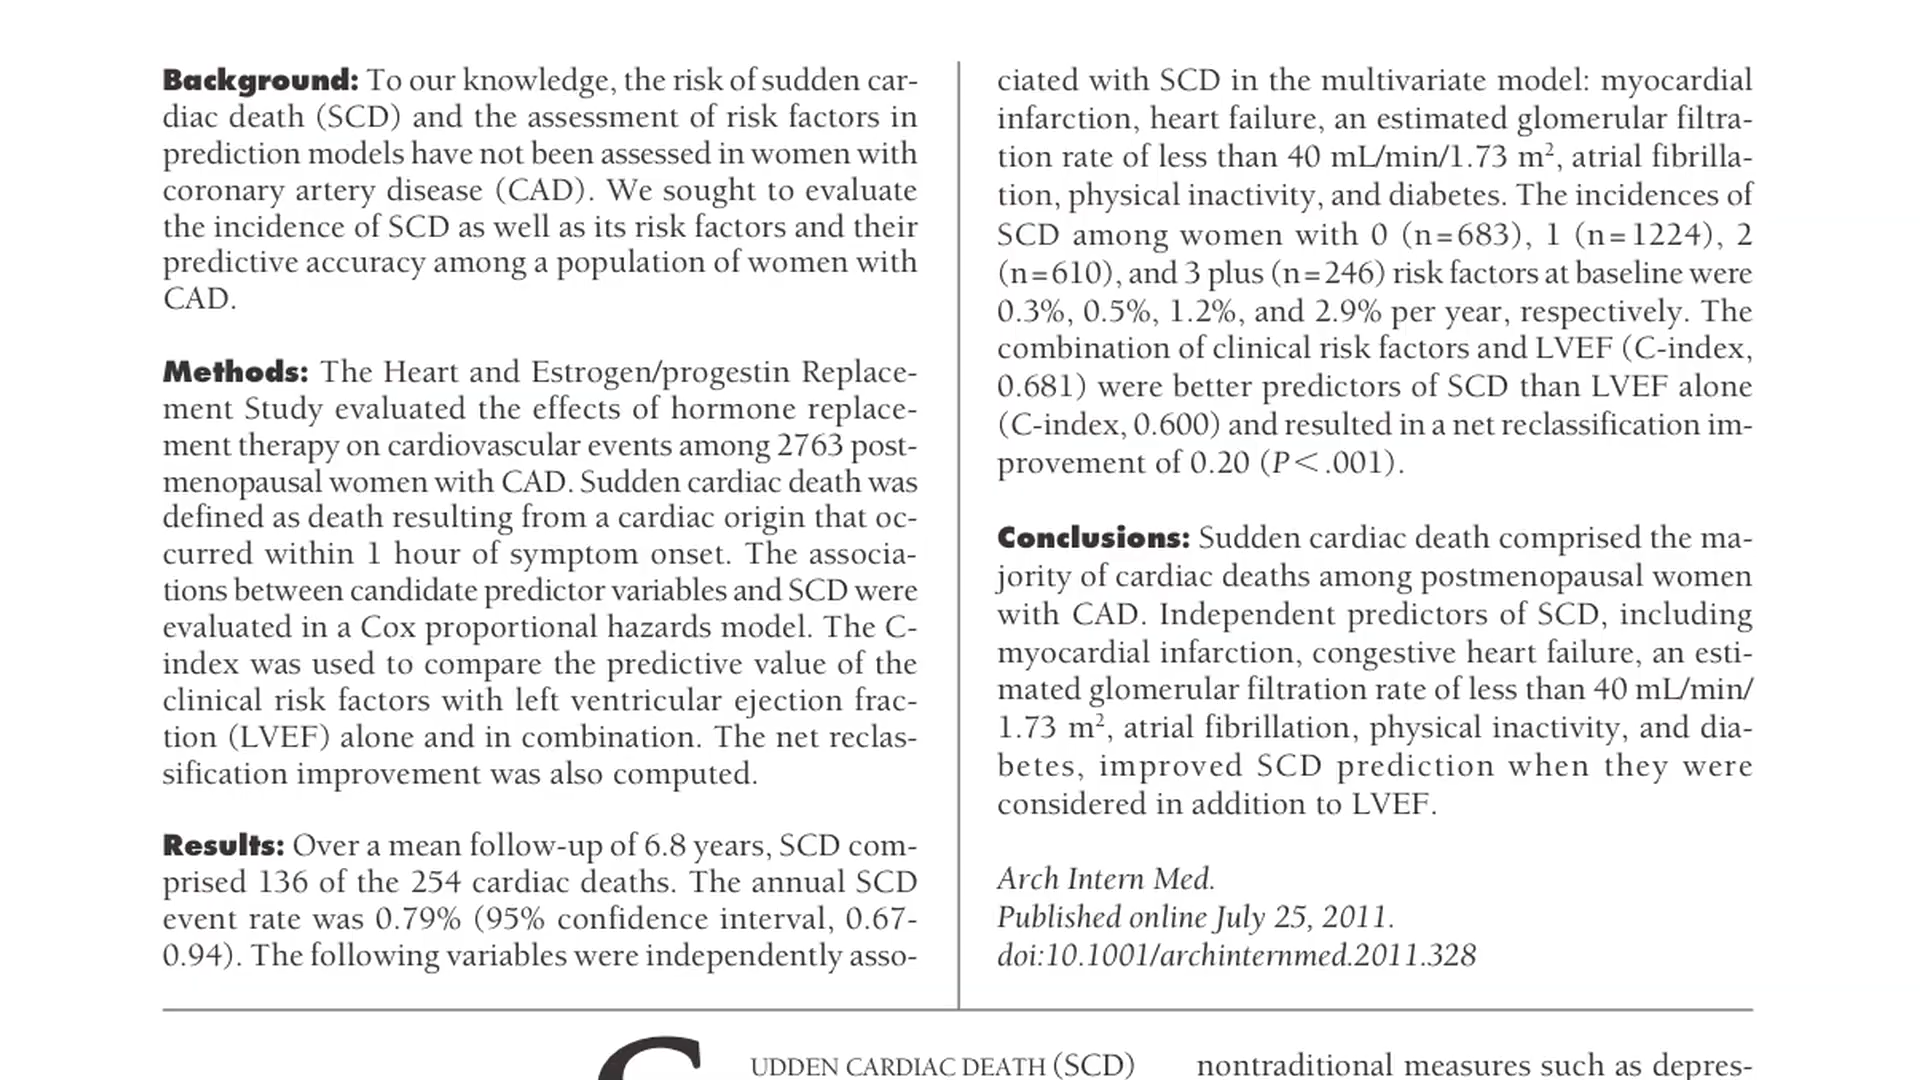 Background: To our knowledge, the risk of sudden car-
diac death (SCD) and the assessment of risk factors in
prediction models have not been assessed in women with
coronary artery disease (CAD). We sought to evaluate
the incidence of SCD as well as its risk factors and their
predictive accuracy among a population of women with
CAD.
Methods: The Heart and Estrogen/progestin Replace-
ment Study evaluated the effects of hormone replace-
ment therapy on cardiovascular events among 2763 post-
menopausal women with CAD. Sudden cardiac death was
defined as death resulting from a cardiac origin that oc-
curred within 1 hour of symptom onset. The associa-
tions between candidate predictor variables and SCD were
evaluated in a Cox proportional hazards model. The C-
index was used to compare the predictive value of the
clinical risk factors with left ventricular ejection frac-
tion (LVEF) alone and in combination. The net reclas-
sification improvement was also computed.
Results: Over a mean follow-up of 6.8 years, SCD com-
prised 136 of the 254 cardiac deaths. The annual SCD
event rate was 0.79% (95% confidence interval, 0.67-
0.94). The following variables were independently asso-
ciated with SCD in the multivariate model: myocardial
infarction, heart failure, an estimated glomerular filtra-
tion rate of less than 40 mL/min/1.73 m², atrial fibrilla-
tion, physical inactivity, and diabetes. The incidences of
SCD among women with 0 (n=683), 1 (n=1224), 2
(n=610), and 3 plus (n=246) risk factors at baseline were
0.3%, 0.5%, 1.2%, and 2.9% per year, respectively. The
combination of clinical risk factors and LVEF (C-index,
0.681) were better predictors of SCD than LVEF alone
(C-index, 0.600) and resulted in a net reclassification im-
provement of 0.20 (P<.001).
Conclusions: Sudden cardiac death comprised the ma-
jority of cardiac deaths among postmenopausal women
with CAD. Independent predictors of SCD, including
myocardial infarction, congestive heart failure, an esti-
mated glomerular filtration rate of less than 40 mL/min/
1.73 m², atrial fibrillation, physical inactivity, and dia-
betes, improved SCD prediction when they were
considered in addition to LVEF.
Arch Intern Med.
Published online July 25, 2011.
doi:10.1001/archinternmed.2011.328
SUDDEN CARDIAC DEATH (SCD)
nontraditional measures such as depres-